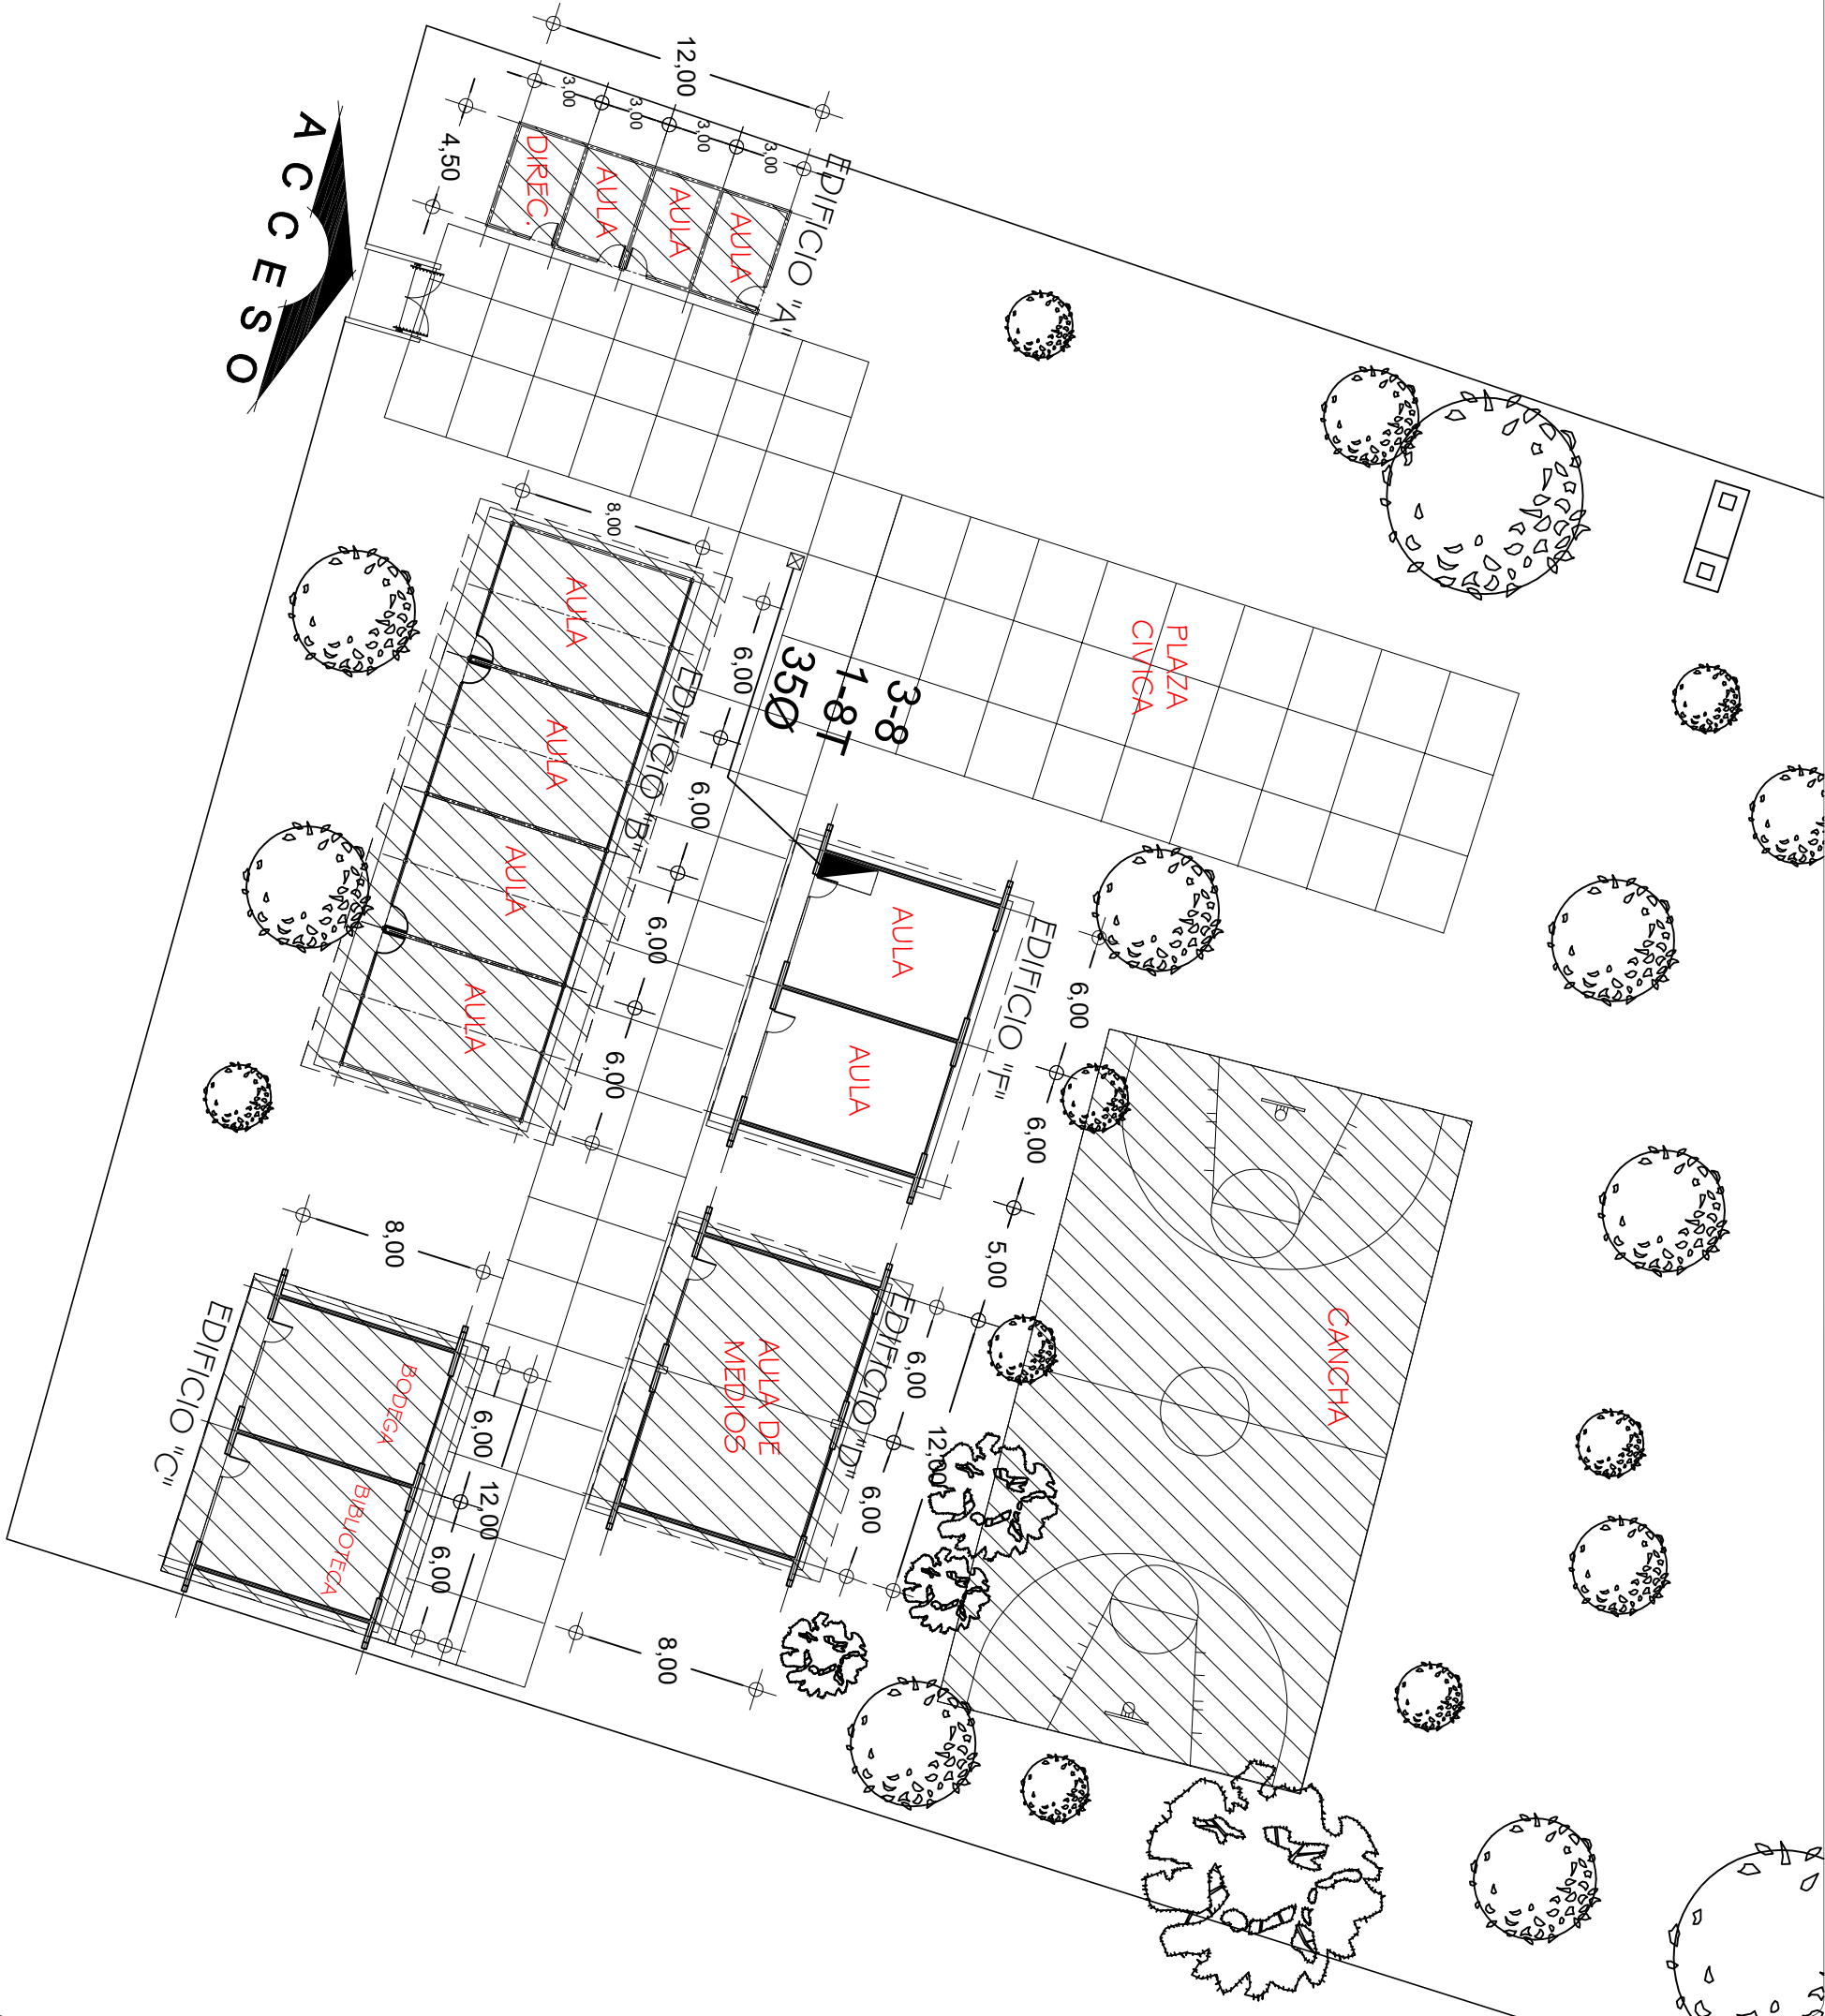 12,00
3,00
3,00
3,00
3,00
4,50
ACCESO
DIREC.
AULA
AULA
AULA
EDIFICIO "A"
8,00
AULA
AULA
AULA
AULA
EDIFICIO "B"
6,00
6,00
6,00
6,00
3-8
1-8T
35Ø
PLAZA
CIVICA
AULA
AULA
EDIFICIO "F"
6,00
6,00
5,00
CANCHA
8,00
EDIFICIO "C"
BODEGA
BIBLIOTECA
6,00
12,00
6,00
AULA DE
MEDIOS
EDIFICIO "D"
6,00
12,00
6,00
8,00